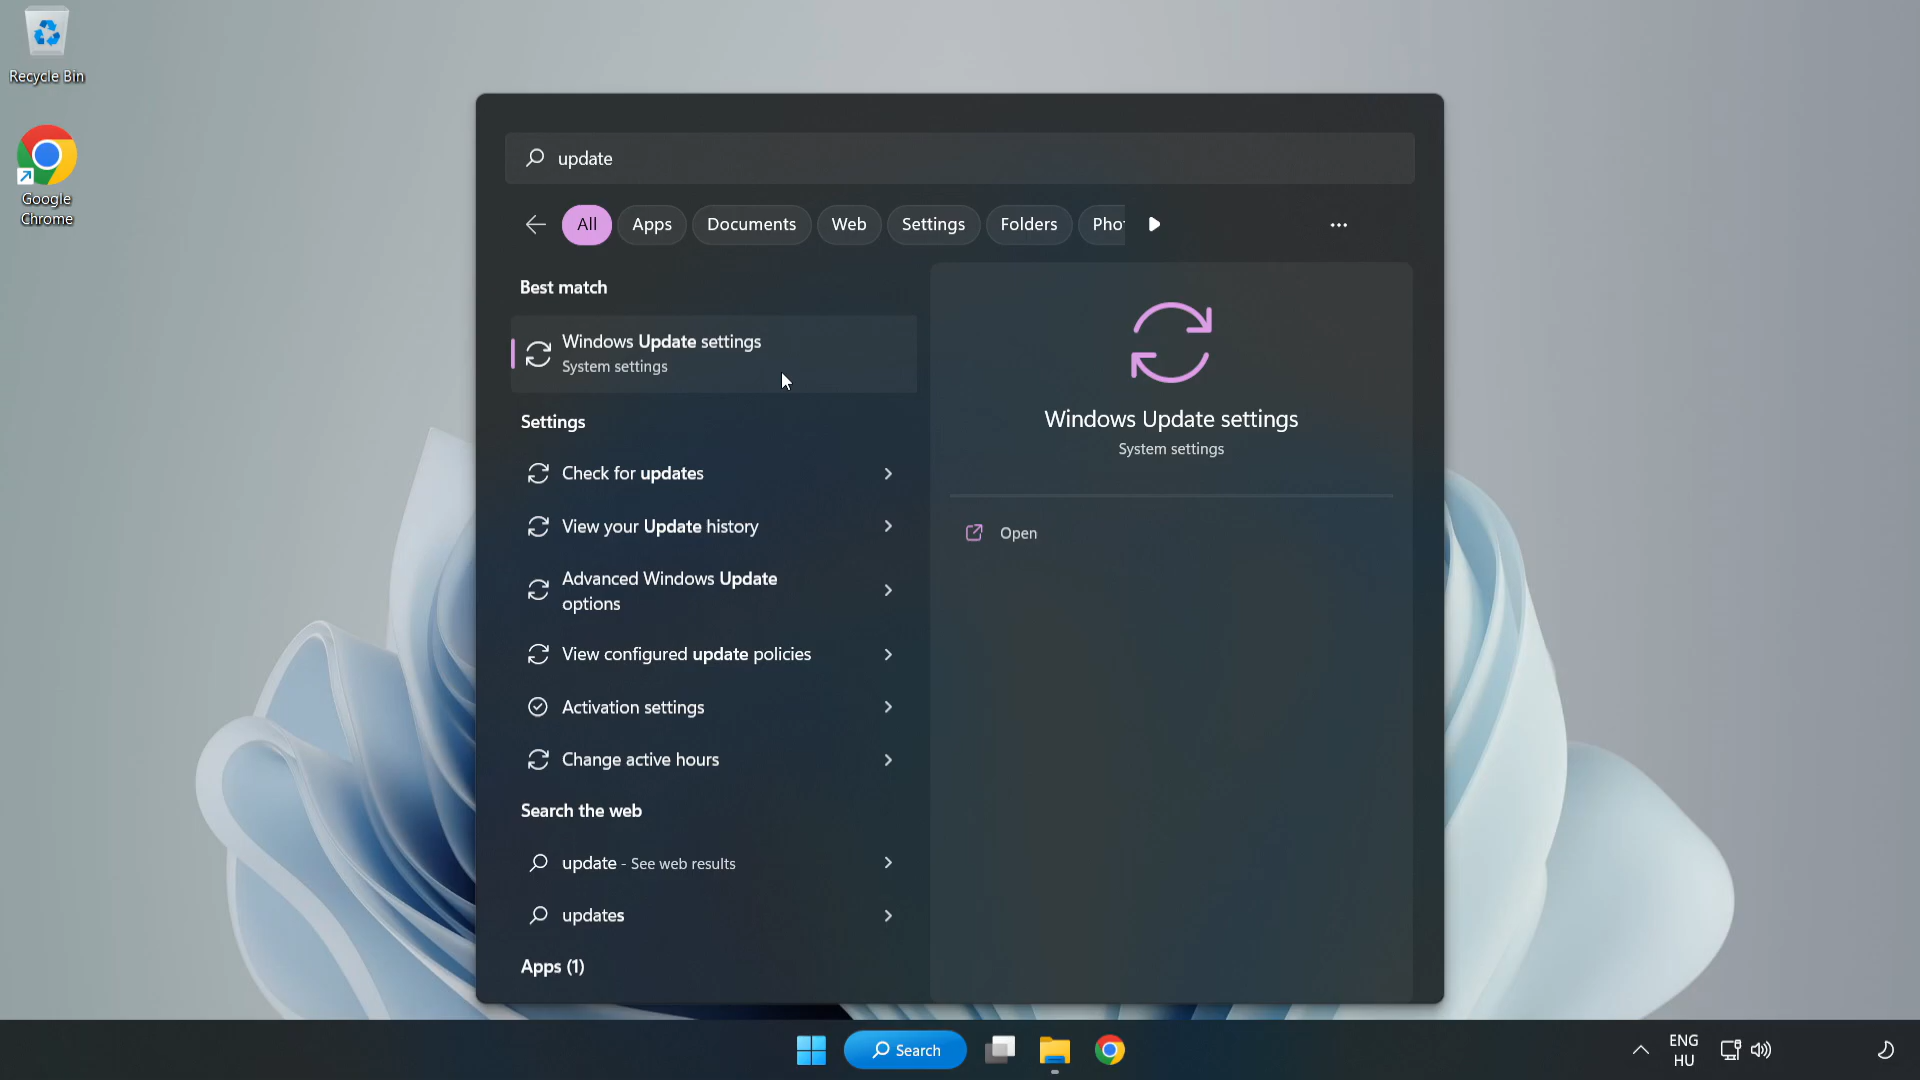 Recycle Bin
Google
Chrome
update
All
Apps
Documents
Web
Settings
Folders
Phot
Best match
Windows Update settings
System settings
Settings
Check for updates
View your Update history
Advanced Windows Update
options
View configured update policies
Activation settings
Change active hours
Search the web
update - See web results
updates
Apps (1)
Windows Update settings
System settings
Open
Search
ENG
HU